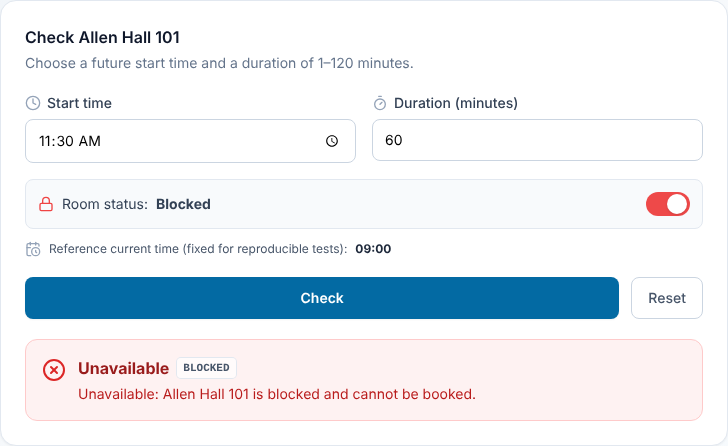 Check Allen Hall 101
Choose a future start time and a duration of 1–120 minutes.
Start time
Duration (minutes)
11:30 AM
60
Room status: Blocked
Reference current time (fixed for reproducible tests): 09:00
Check
Reset
Unavailable BLOCKED
Unavailable: Allen Hall 101 is blocked and cannot be booked.